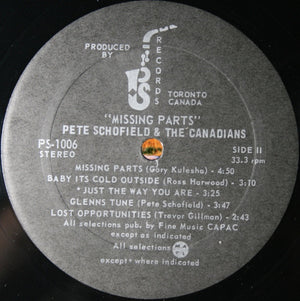 PRODUCED BY
PS RECORDS
TORONTO CANADA
"MISSING PARTS"
PETE SCHOFIELD & THE CANADIANS
PS-1006
STEREO
SIDE II
33.3 rpm
MISSING PARTS (Gary Kulesha) - 4:50
BABY ITS COLD OUTSIDE (Ross Harwood) - 3:70
* JUST THE WAY YOU ARE - 3:25
GLENNS TUNE (Pete Schofield) - 3:47
LOST OPPORTUNITIES (Trevor Gillman) - 2:43
All selections pub. by Fine Music CAPAC
except as indicated
All selections
except * where indicated